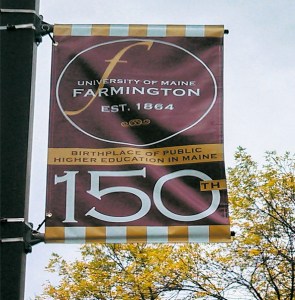 f
UNIVERSITY OF MAINE
FARMINGTON
EST. 1864
BIRTHPLACE OF PUBLIC
HIGHER EDUCATION IN MAINE
150TH